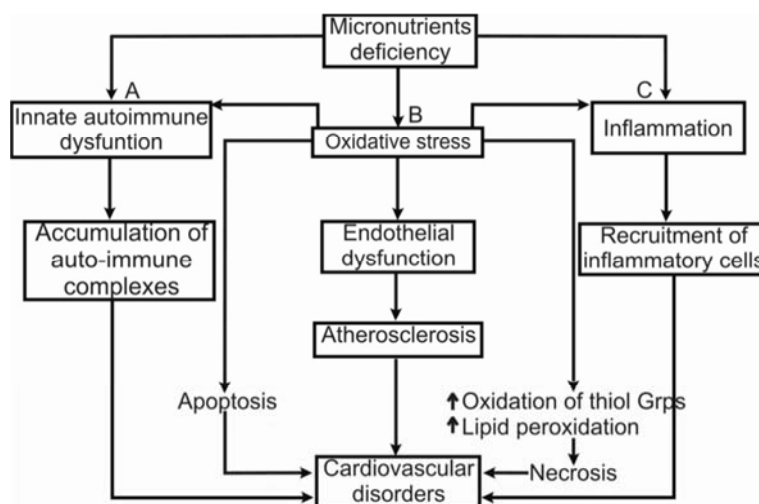 Micronutrients
deficiency
A
B
C
Innate autoimmune
dysfuntion
Oxidative stress
Inflammation
Accumulation of
auto-immune
complexes
Endothelial
dysfunction
Recruitment of
inflammatory cells
Atherosclerosis
Apoptosis
↑Oxidation of thiol Grps
↑Lipid peroxidation
Necrosis
Cardiovascular
disorders